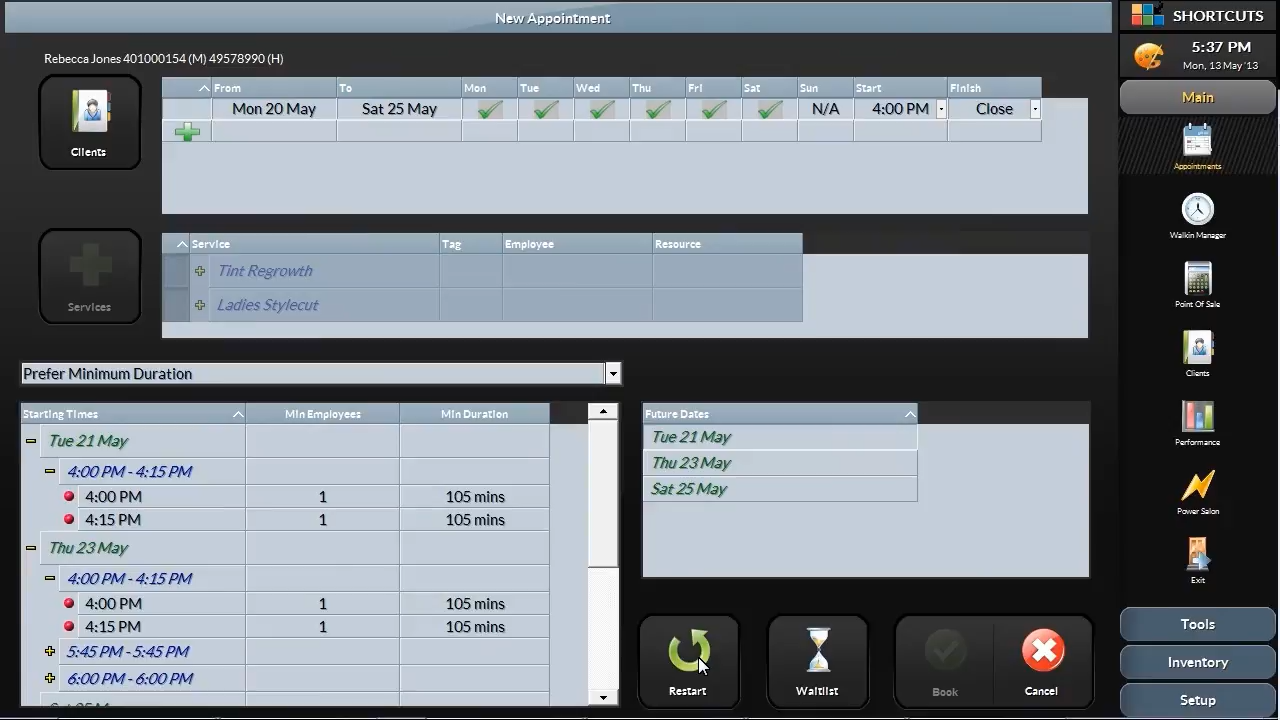 New Appointment
SHORTCUTS
5:37 PM
Mon, 13 May '13
Rebecca Jones 401000154 (M) 49578990 (H)
Clients
From To Mon Tue Wed Thu Fri Sat Sun Start Finish
Mon 20 May Sat 25 May N/A 4:00 PM Close
Services
Service Tag Employee Resource
Tint Regrowth
Ladies Stylecut
Prefer Minimum Duration
Starting Times Min Employees Min Duration
Tue 21 May
4:00 PM - 4:15 PM
4:00 PM 1 105 mins
4:15 PM 1 105 mins
Thu 23 May
4:00 PM - 4:15 PM
4:00 PM 1 105 mins
4:15 PM 1 105 mins
5:45 PM - 5:45 PM
6:00 PM - 6:00 PM
Future Dates
Tue 21 May
Thu 23 May
Sat 25 May
Restart
Waitlist
Book
Cancel
Main
Appointments
Walkin Manager
Point Of Sale
Clients
Performance
Power Salon
Exit
Tools
Inventory
Setup